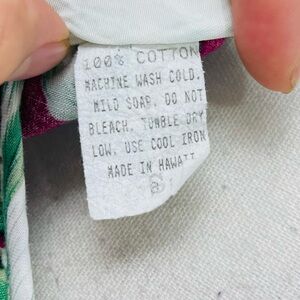 100% COTTON
MACHINE WASH COLD.
MILD SOAP. DO NOT
BLEACH. TUMBLE DRY
LOW. USE COOL IRON
MADE IN HAWAII